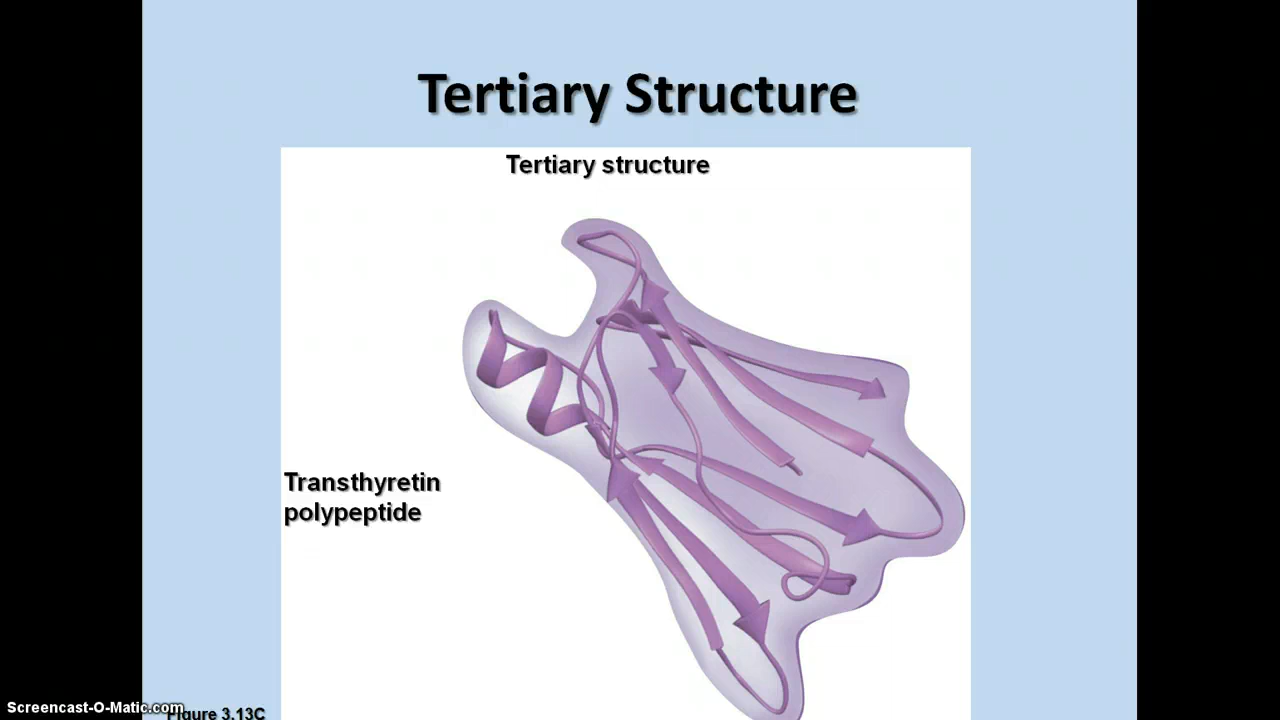 Tertiary Structure
Tertiary structure
Transthyretin
polypeptide
Screencast-O-Matic.com
Figure 3.13C